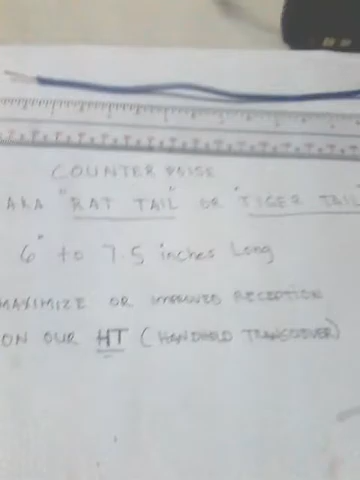 COUNTER POISE
AKA "RAT TAIL" OR "TIGER TAIL"
6" to 7.5 inches Long
MAXIMIZE OR IMPROVED RECEPTION
ON OUR HT (HANDHELD TRANSCEIVER)